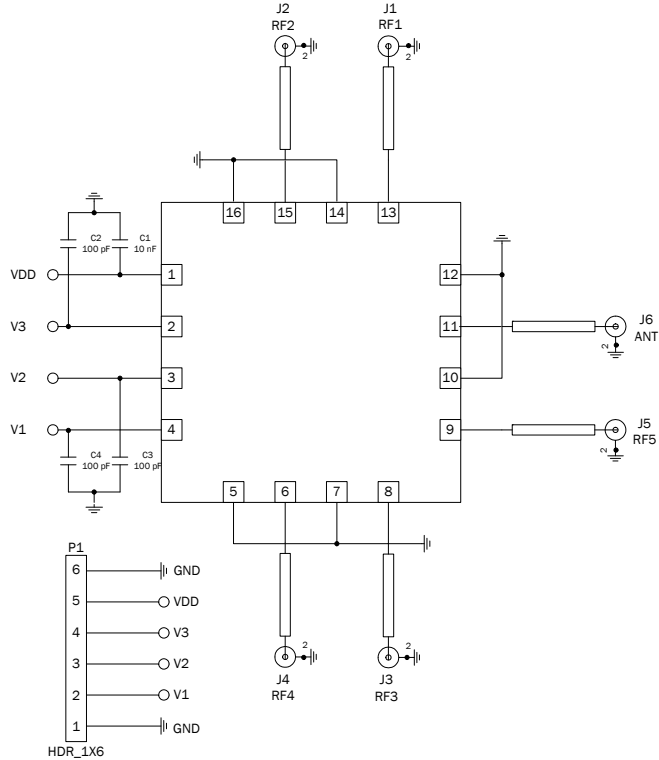 J2
RF2
J1
RF1
2
2
16
15
14
13
C2
100 pF
C1
10 nF
VDD
1
12
V3
2
11
J6
ANT
2
V2
3
10
V1
4
9
J5
RF5
2
C4
100 pF
C3
100 pF
5
6
7
8
P1
6
GND
5
VDD
4
V3
3
V2
2
V1
1
GND
HDR_1X6
2
J4
RF4
2
J3
RF3